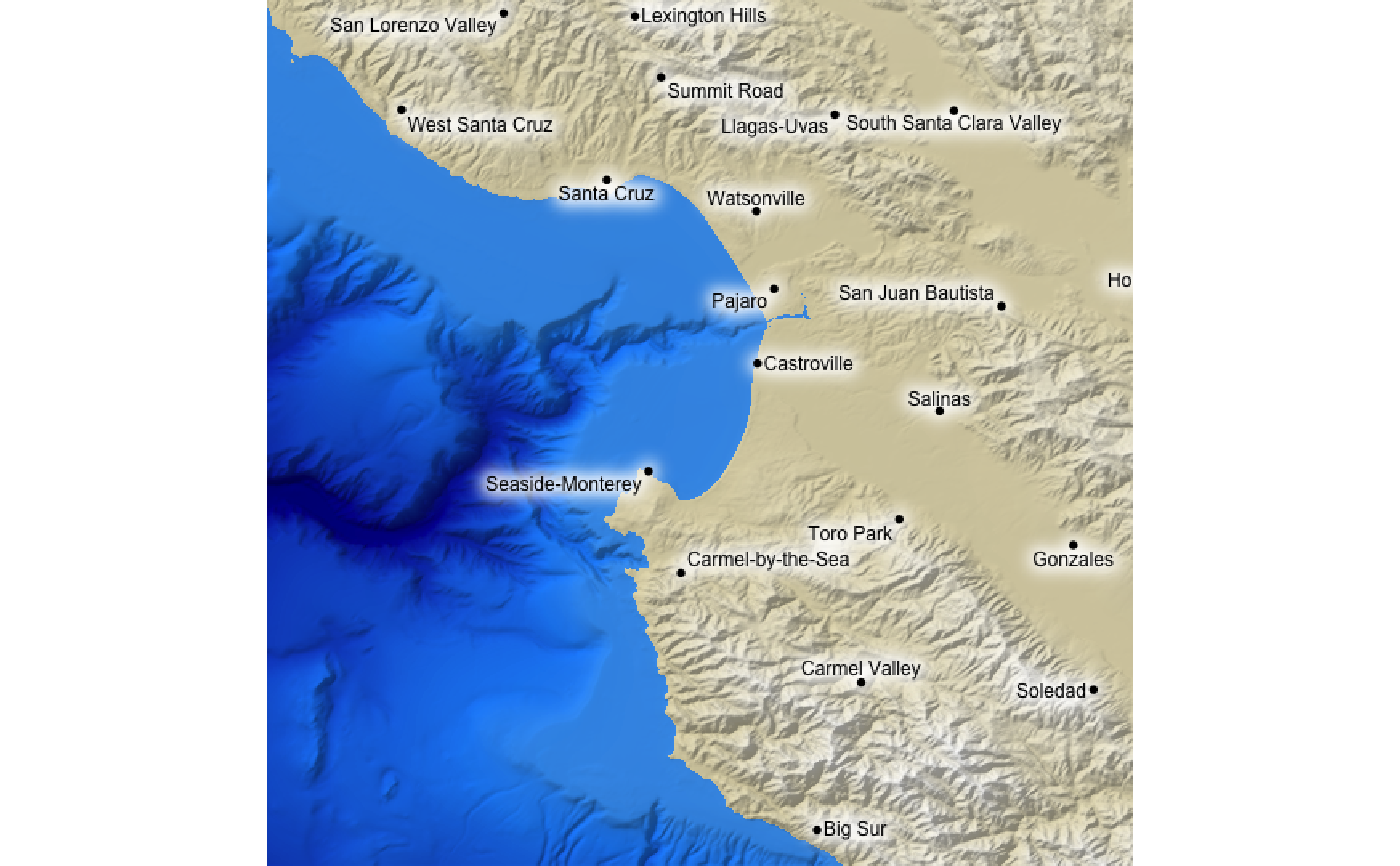 Lexington Hills
San Lorenzo Valley
Summit Road
West Santa Cruz
Llagas-Uvas
South Santa Clara Valley
Santa Cruz
Watsonville
Ho
Pajaro
San Juan Bautista
Castroville
Salinas
Seaside-Monterey
Toro Park
Carmel-by-the-Sea
Gonzales
Carmel Valley
Soledad
Big Sur